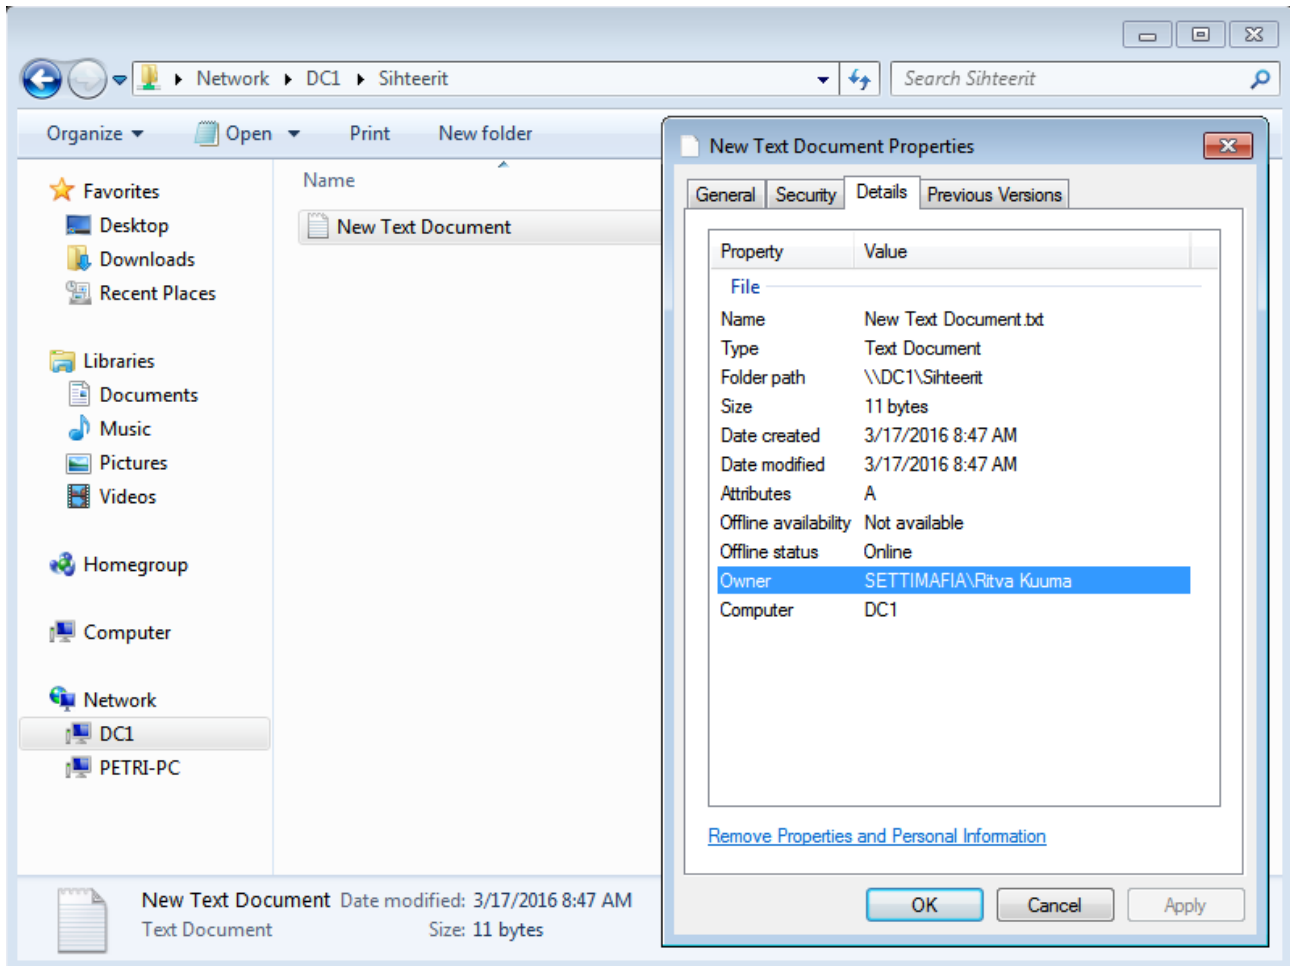 Network DC1 Sihteerit
Search Sihteerit
Organize Open Print New folder
Favorites
Desktop
Downloads
Recent Places
Libraries
Documents
Music
Pictures
Videos
Homegroup
Computer
Network
DC1
PETRI-PC
Name
New Text Document
New Text Document Properties
General Security Details Previous Versions
Property Value
File
Name New Text Document.txt
Type Text Document
Folder path \\DC1\Sihteerit
Size 11 bytes
Date created 3/17/2016 8:47 AM
Date modified 3/17/2016 8:47 AM
Attributes A
Offline availability Not available
Offline status Online
Owner SETTIMAFIA\Ritva Kuuma
Computer DC1
Remove Properties and Personal Information
OK Cancel Apply
New Text Document Date modified: 3/17/2016 8:47 AM
Text Document Size: 11 bytes